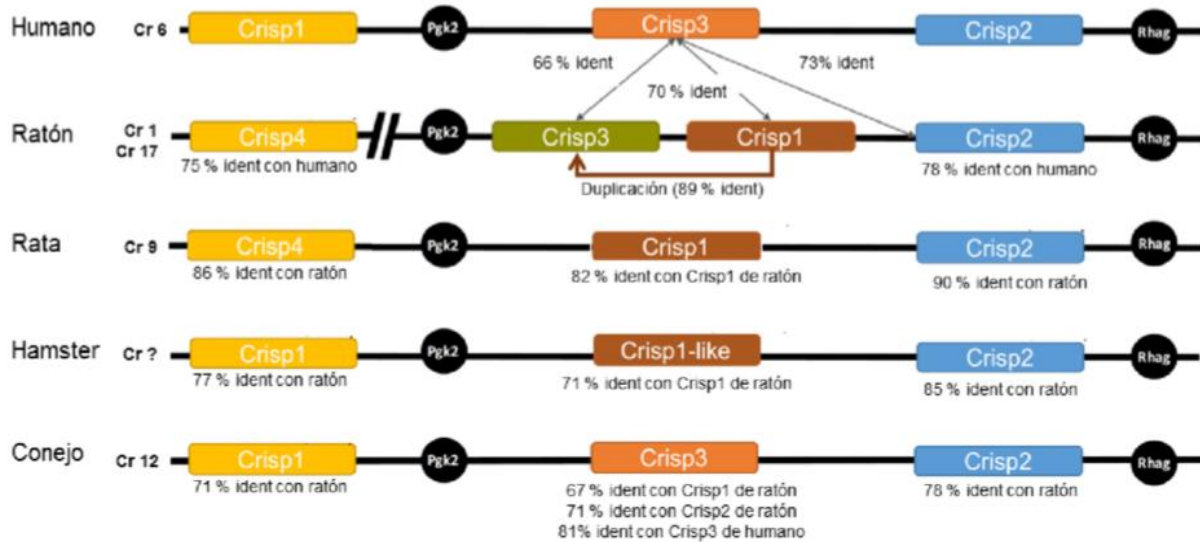 Humano Cr 6 Crisp1 Pgk2 Crisp3 Crisp2 Rhag
66 % ident 70 % ident 73% ident
Ratón Cr 1 Cr 17 Crisp4 Pgk2 Crisp3 Crisp1 Crisp2 Rhag
75 % ident con humano 78 % ident con humano
Duplicación (89 % ident)
Rata Cr 9 Crisp4 Pgk2 Crisp1 Crisp2 Rhag
86 % ident con ratón 82 % ident con Crisp1 de ratón 90 % ident con ratón
Hamster Cr ? Crisp1 Pgk2 Crisp1-like Crisp2 Rhag
77 % ident con ratón 71 % ident con Crisp1 de ratón 85 % ident con ratón
Conejo Cr 12 Crisp1 Pgk2 Crisp3 Crisp2 Rhag
71 % ident con ratón 67 % ident con Crisp1 de ratón 78 % ident con ratón
71 % ident con Crisp2 de ratón
81% ident con Crisp3 de humano